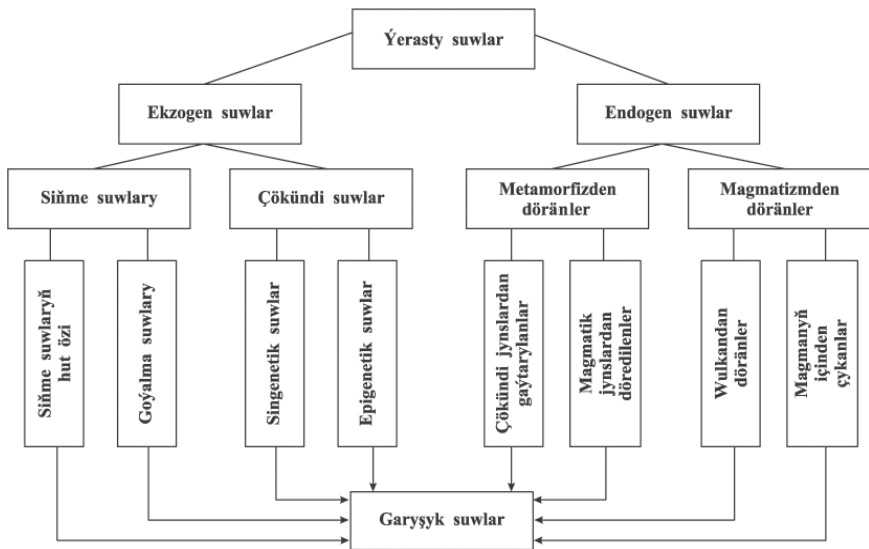 Ýerasty suwlar
Ekzogen suwlar
Endogen suwlar
Siňme suwlary
Çökündi suwlar
Metamorfizden
döränler
Magmatizmden
döränler
Siňme suwlaryň
hut özi
Goýalma suwlary
Singenetik suwlar
Epigenetik suwlar
Çökündi jynslardan
gaýtarylanlar
Magmatik
jynslardan
döredilenler
Wulkandan
döränler
Magmanyň
içinden
çykanlar
Garyşyk suwlar